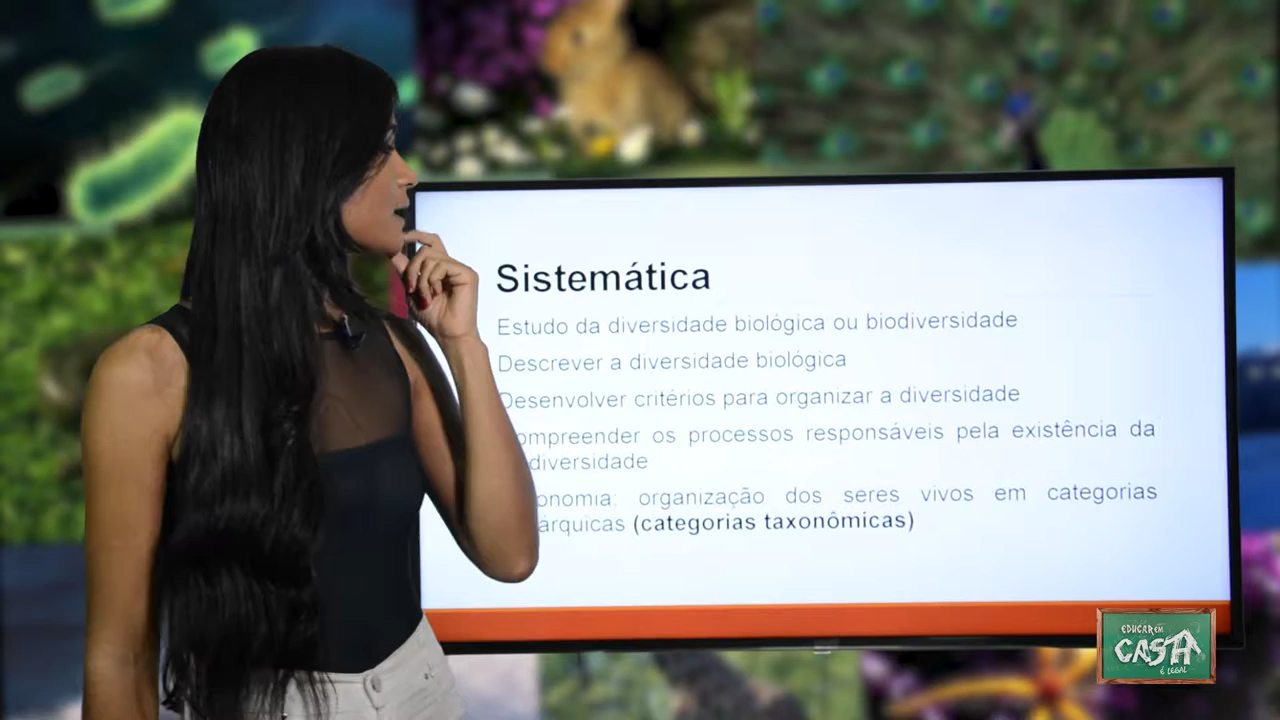 Sistemática
Estudo da diversidade biológica ou biodiversidade
Descrever a diversidade biológica
Desenvolver critérios para organizar a diversidade
ompreender os processos responsáveis pela existência da
diversidade
onomia: organização dos seres vivos em categorias
árquicas (categorias taxonômicas)
EDUCAR EM
CASA
É LEGAL